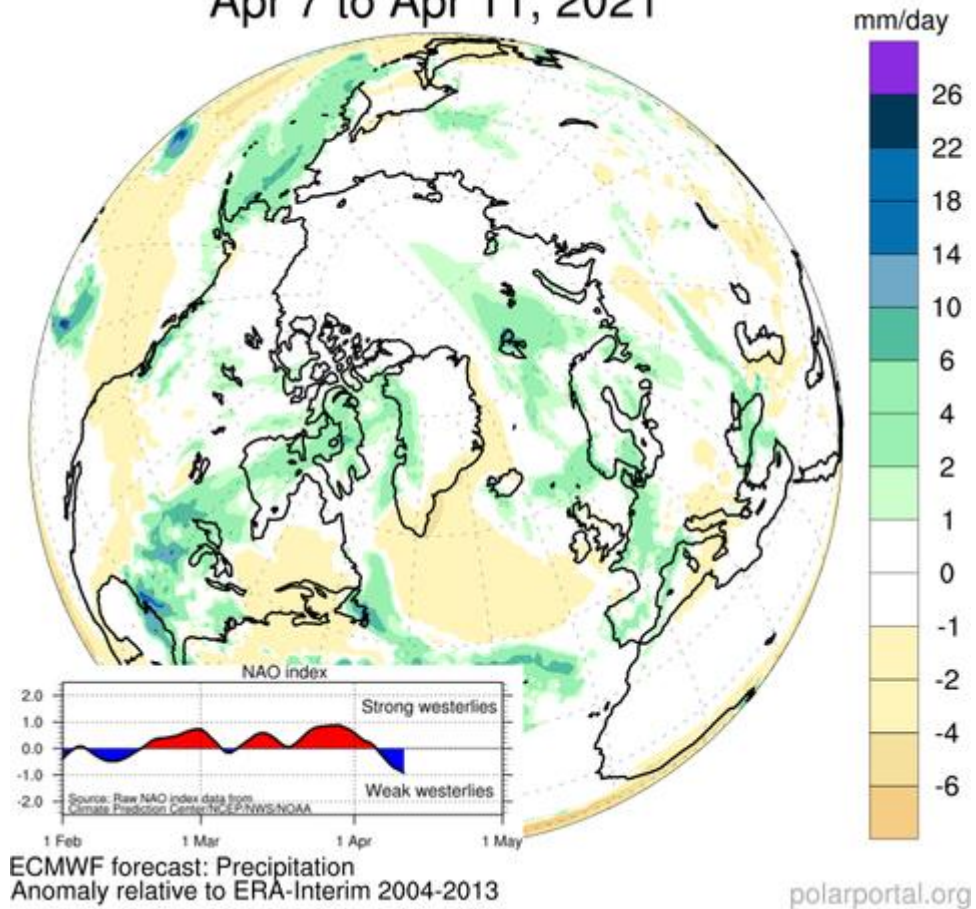 Apr 7 to Apr 11, 2021
mm/day
26
22
18
14
10
6
4
2
1
0
-1
-2
-4
-6
NAO index
2.0
1.0
0.0
-1.0
-2.0
Strong westerlies
Weak westerlies
Source: Raw NAO index data from
Climate Prediction Center/NCEP/NWS/NOAA
1 Feb 1 Mar 1 Apr 1 May
ECMWF forecast: Precipitation
Anomaly relative to ERA-Interim 2004-2013
polarportal.org